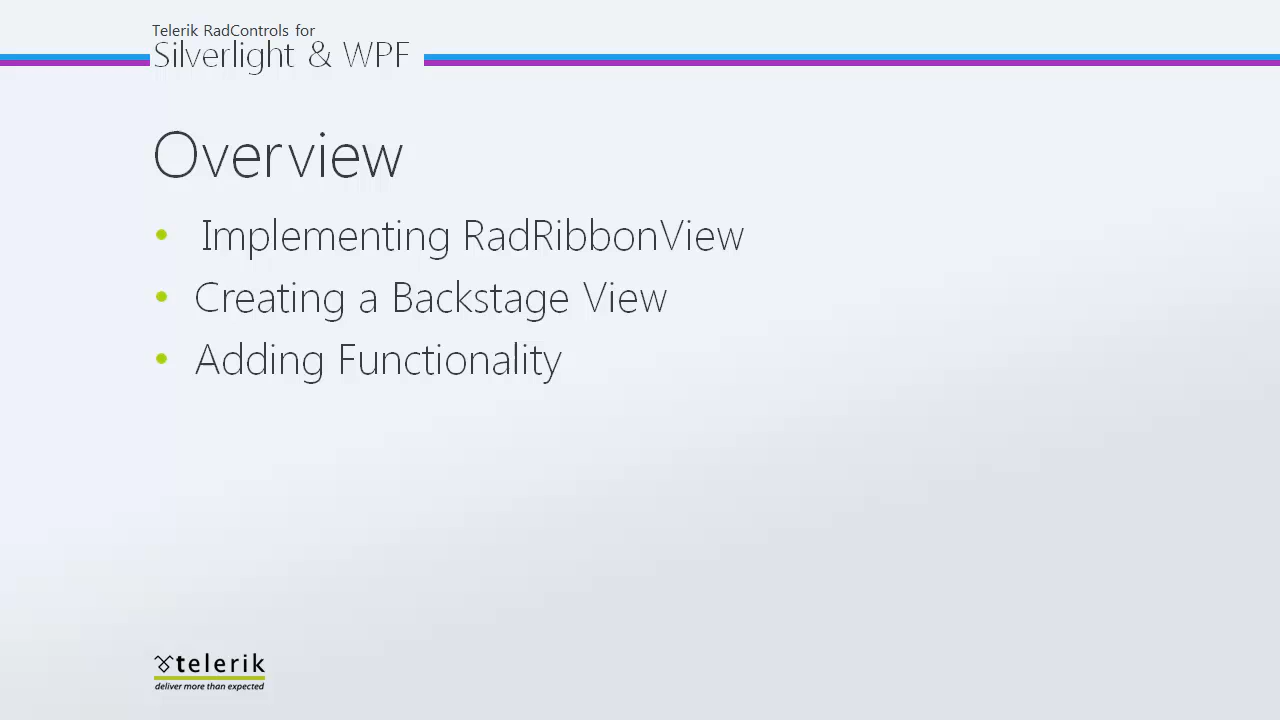 Telerik RadControls for
Silverlight & WPF
Overview
• Implementing RadRibbonView
• Creating a Backstage View
• Adding Functionality
telerik
deliver more than expected